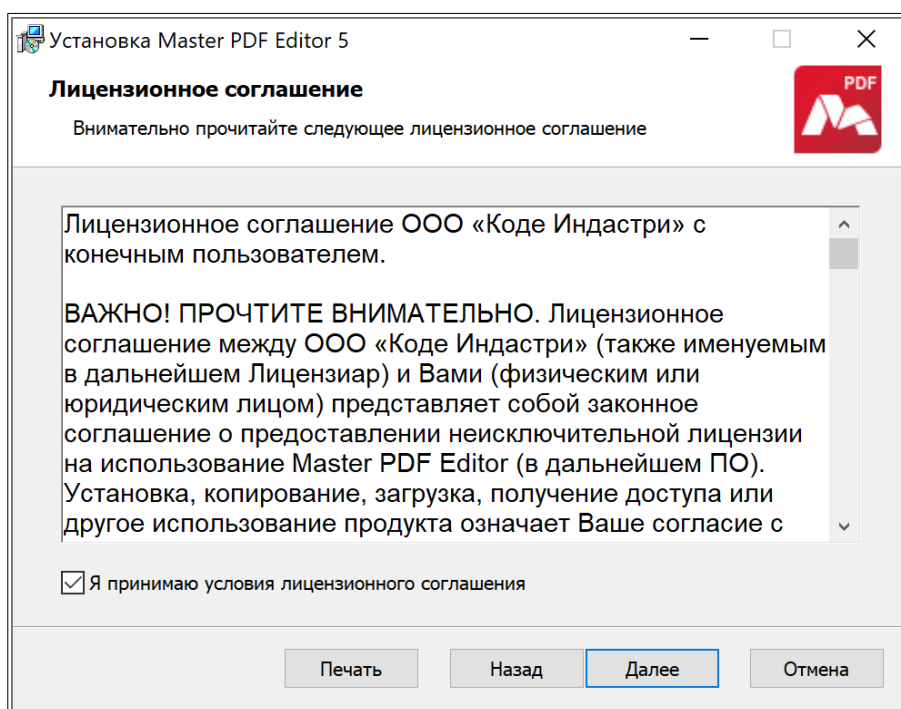 Установка Master PDF Editor 5
Лицензионное соглашение
Внимательно прочитайте следующее лицензионное соглашение
PDF
Лицензионное соглашение ООО «Коде Индастри» с
конечным пользователем.
ВАЖНО! ПРОЧТИТЕ ВНИМАТЕЛЬНО. Лицензионное
соглашение между ООО «Коде Индастри» (также именуемым
в дальнейшем Лицензиар) и Вами (физическим или
юридическим лицом) представляет собой законное
соглашение о предоставлении неисключительной лицензии
на использование Master PDF Editor (в дальнейшем ПО).
Установка, копирование, загрузка, получение доступа или
другое использование продукта означает Ваше согласие с
Я принимаю условия лицензионного соглашения
Печать Назад Далее Отмена